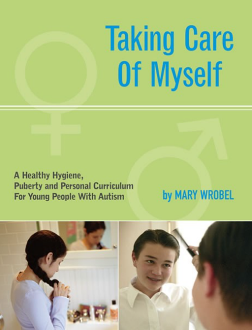 Taking Care
Of Myself
A Healthy Hygiene,
Puberty and Personal Curriculum
For Young People With Autism
by MARY WROBEL